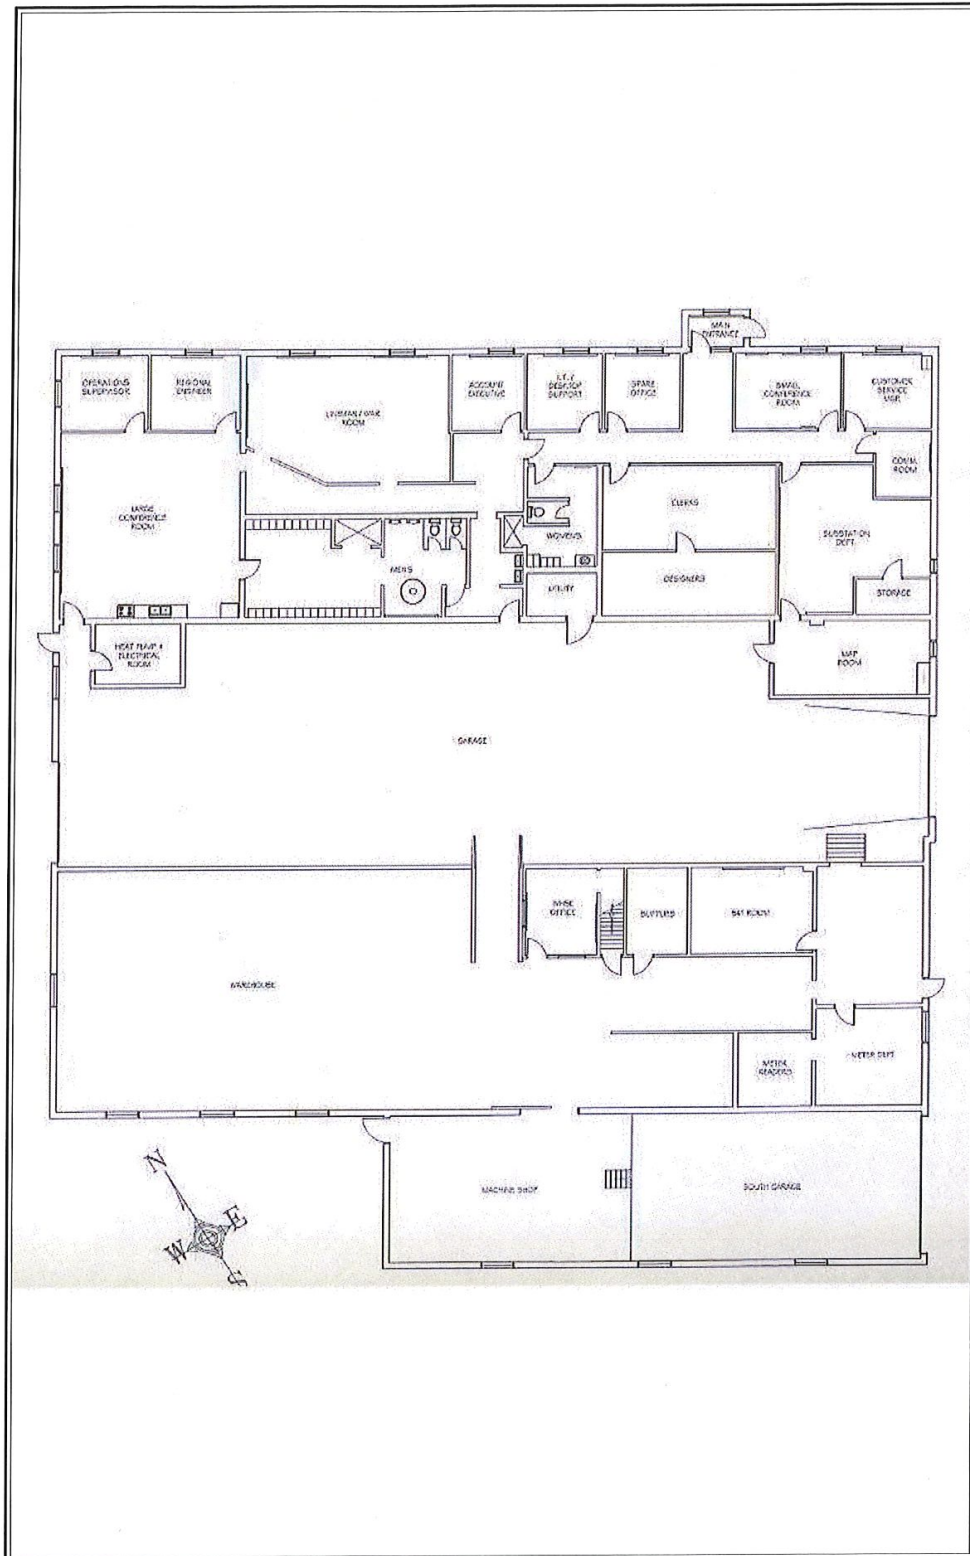 MAIN
ENTRANCE
OPERATIONS
SUPERVISOR
REGIONAL
ENGINEER
LINEMAN / WAR
ROOM
ACCOUNT
EXECUTIVE
DESKTOP
SUPPORT
SPARE
OFFICE
SMALL
CONFERENCE
ROOM
CUSTOMER
SERVICE
MGR.
COMM.
ROOM
LARGE
CONFERENCE
ROOM
CLERKS
WOMENS
SUBSTATION
DEPT.
MENS
DESIGNERS
UTILITY
STORAGE
HEAT PUMP &
ELECTRICAL
ROOM
MAP
ROOM
GARAGE
WHSE
OFFICE
BUFFERS
BAY ROOM
WAREHOUSE
METER
READERS
METER DEPT
MACHINE SHOP
SOUTH GARAGE
N
E
W
S